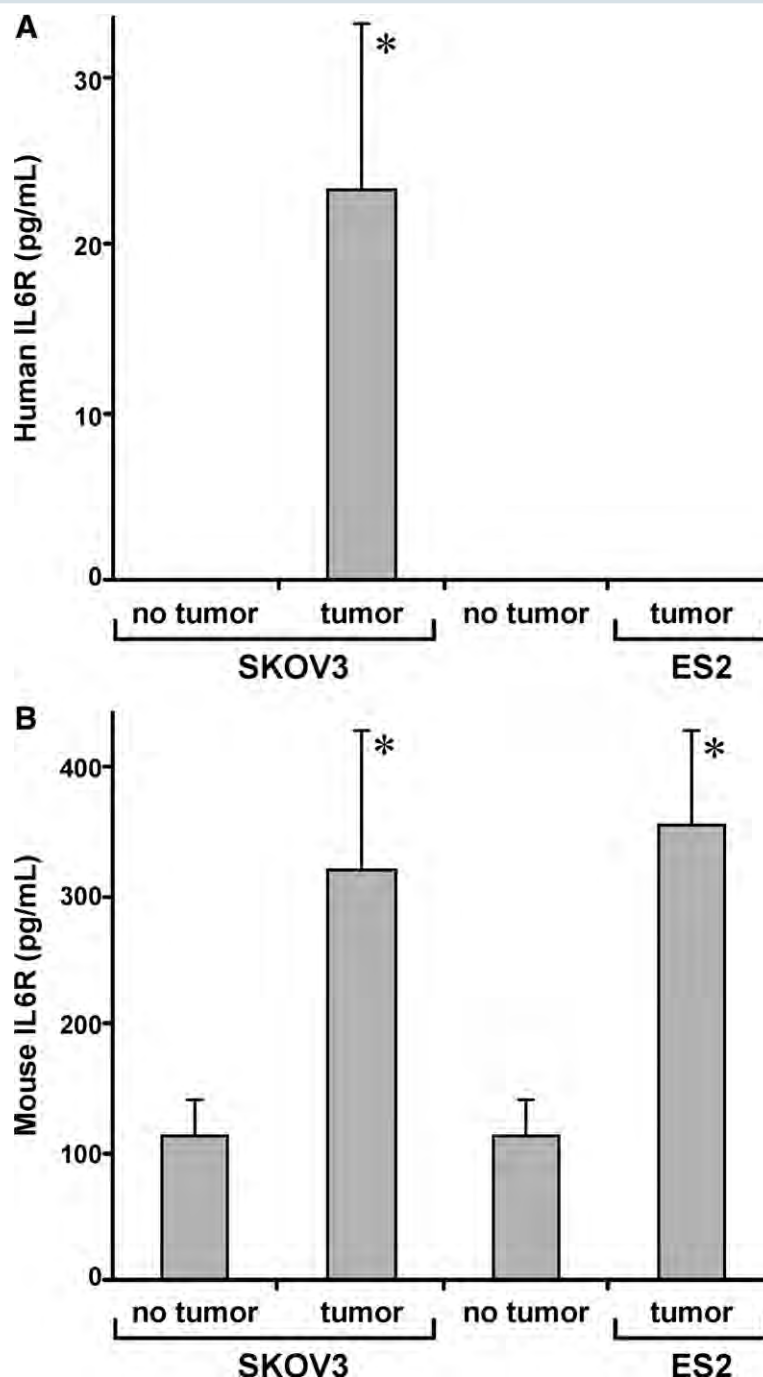 A
Human IL6R (pg/mL)
30
20
10
0
*
no tumor tumor no tumor tumor
SKOV3 ES2
B
Mouse IL6R (pg/mL)
400
300
200
100
0
* *
no tumor tumor no tumor tumor
SKOV3 ES2